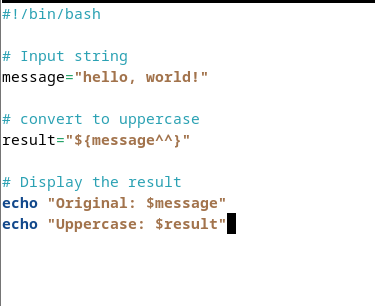 #!/bin/bash
# Input string
message="hello, world!"
# convert to uppercase
result="${message^^}"
# Display the result
echo "Original: $message"
echo "Uppercase: $result"